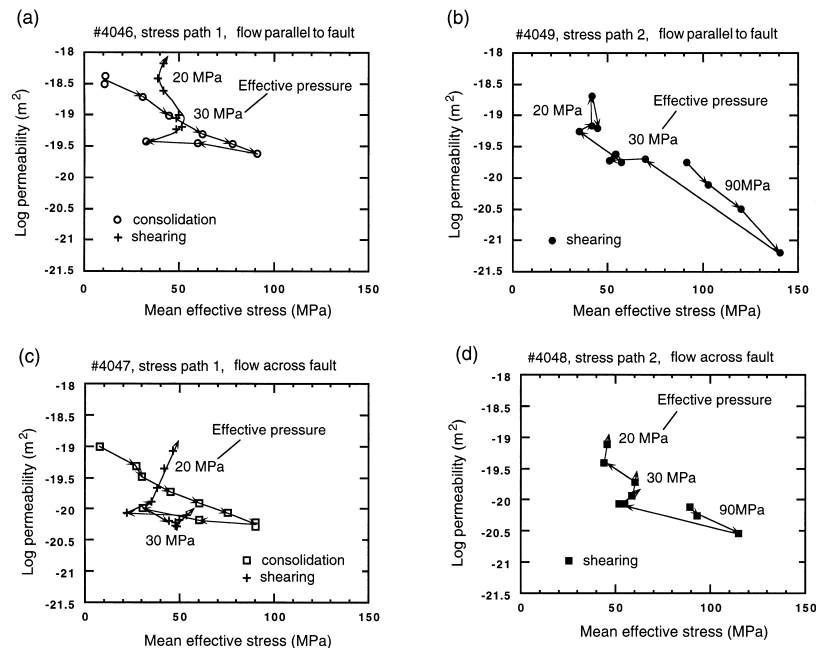 (a)
#4046, stress path 1, flow parallel to fault
-18
-18.5
-19
-19.5
-20
-20.5
-21
-21.5
Log permeability (m²)
20 MPa
Effective pressure
30 MPa
consolidation
shearing
0
50
100
150
Mean effective stress (MPa)
(b)
#4049, stress path 2, flow parallel to fault
-18
-18.5
-19
-19.5
-20
-20.5
-21
-21.5
Log permeability (m²)
20 MPa
Effective pressure
30 MPa
90MPa
shearing
0
50
100
150
Mean effective stress (MPa)
(c)
#4047, stress path 1, flow across fault
-18
-18.5
-19
-19.5
-20
-20.5
-21
-21.5
Log permeability (m²)
Effective pressure
20 MPa
30 MPa
consolidation
shearing
0
50
100
150
Mean effective stress (MPa)
(d)
#4048, stress path 2, flow across fault
-18
-18.5
-19
-19.5
-20
-20.5
-21
-21.5
Log permeability (m²)
Effective pressure
20 MPa
30 MPa
90MPa
shearing
0
50
100
150
Mean effective stress (MPa)